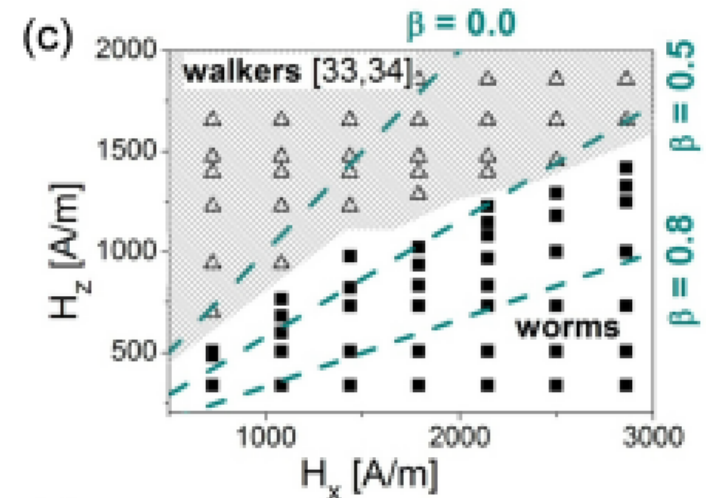 (c)
β = 0.0
2000
walkers [33,34]
β = 0.5
1500
1000
H_z [A/m]
β = 0.8
worms
500
1000
2000
3000
H_x [A/m]